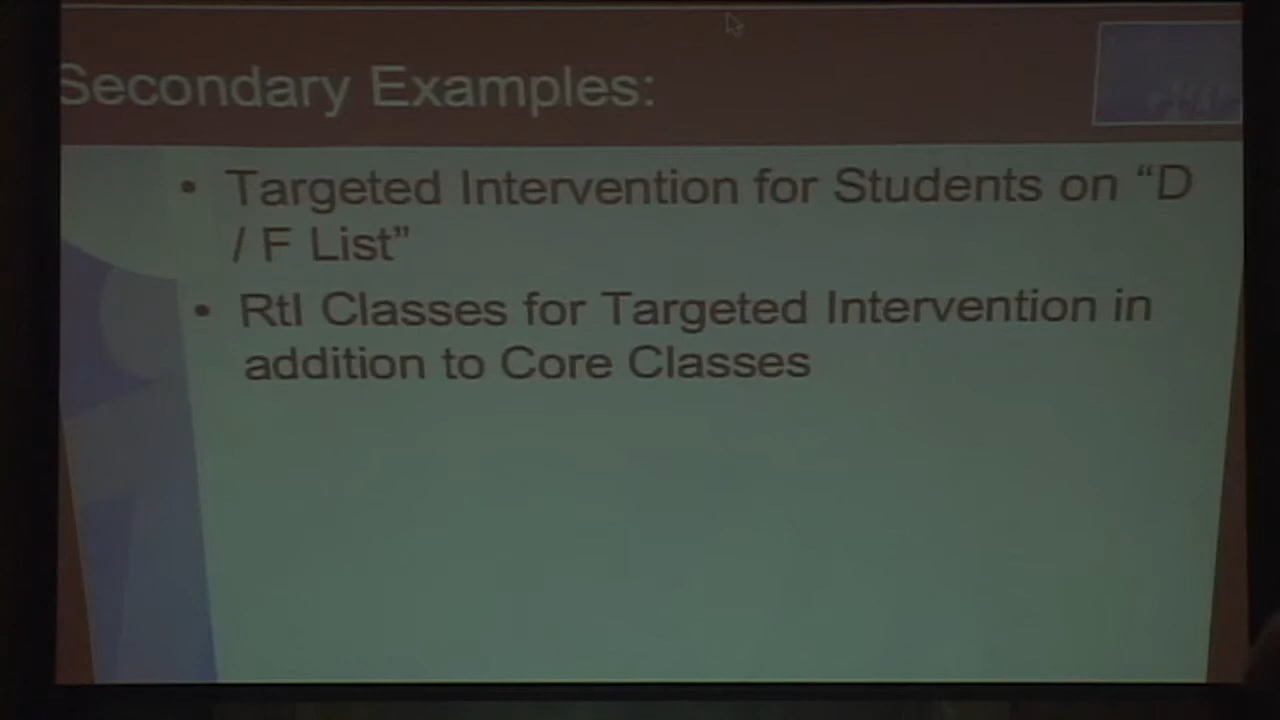 Secondary Examples:
• Targeted Intervention for Students on “D
/ F List”
• RtI Classes for Targeted Intervention in
addition to Core Classes